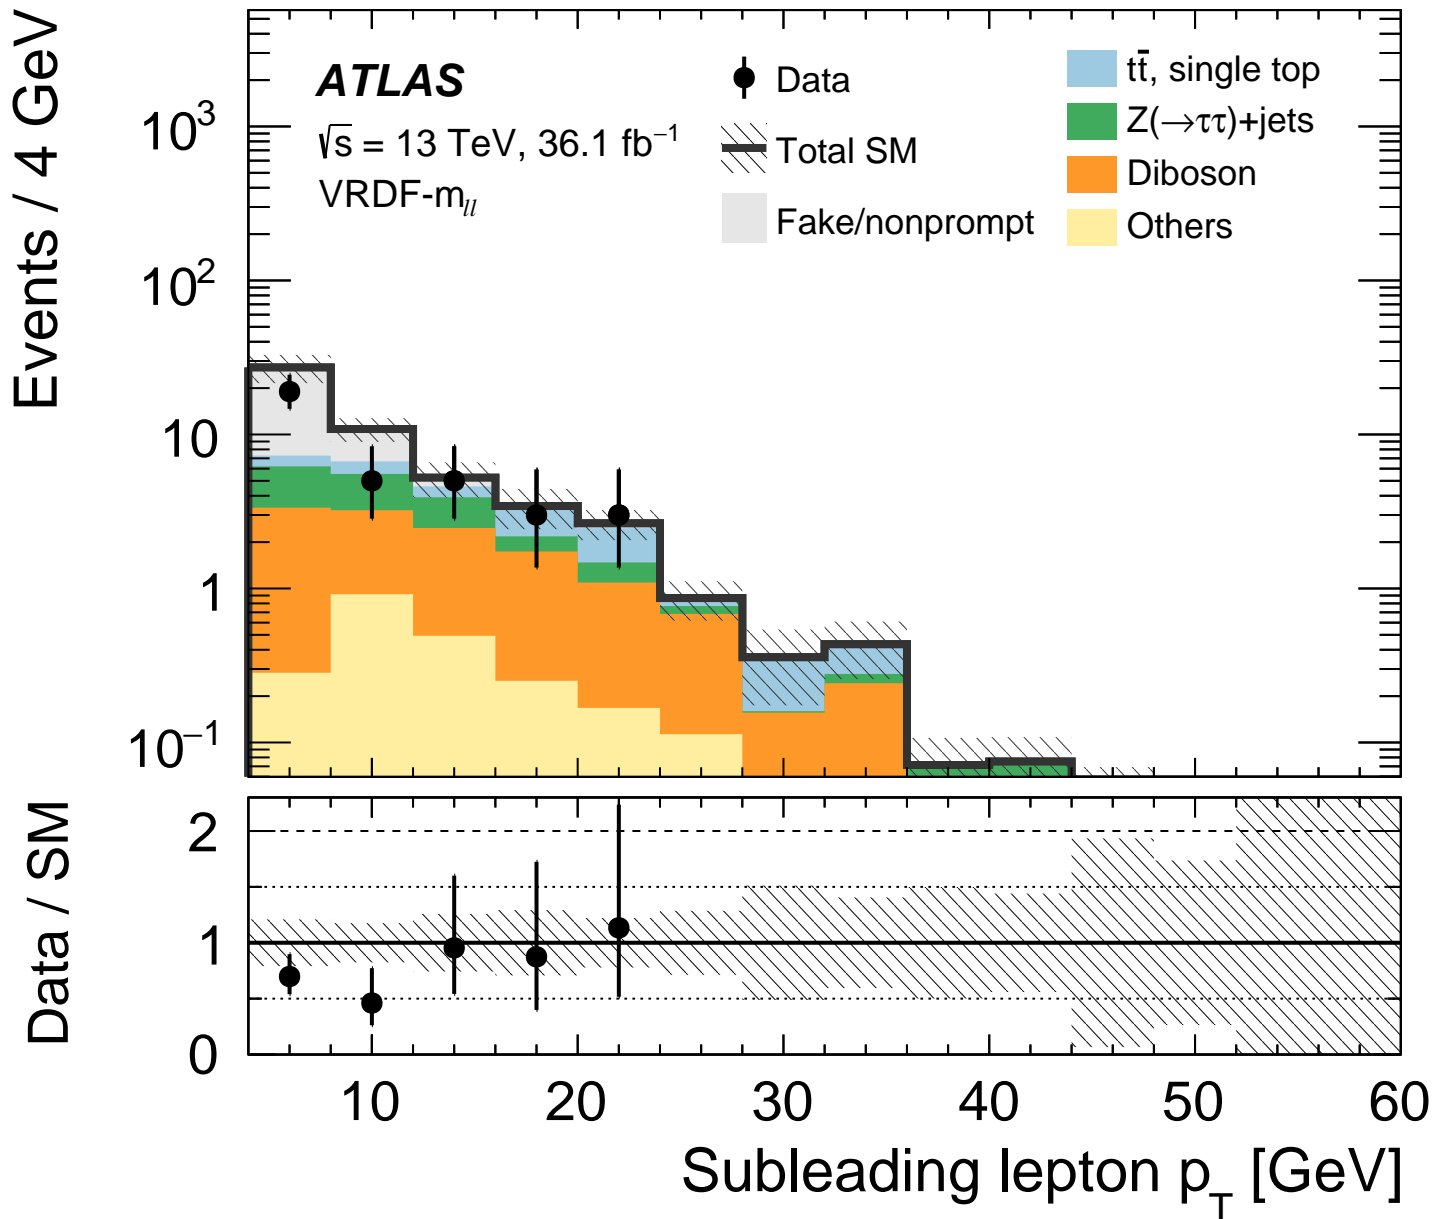 Events / 4 GeV
10³
10²
10
1
10⁻¹
ATLAS
√s = 13 TeV, 36.1 fb⁻¹
VRDF-m_ll
Data
Total SM
Fake/nonprompt
tt̄, single top
Z(→ττ)+jets
Diboson
Others
Data / SM
2
1
0
10 20 30 40 50 60
Subleading lepton p_T [GeV]